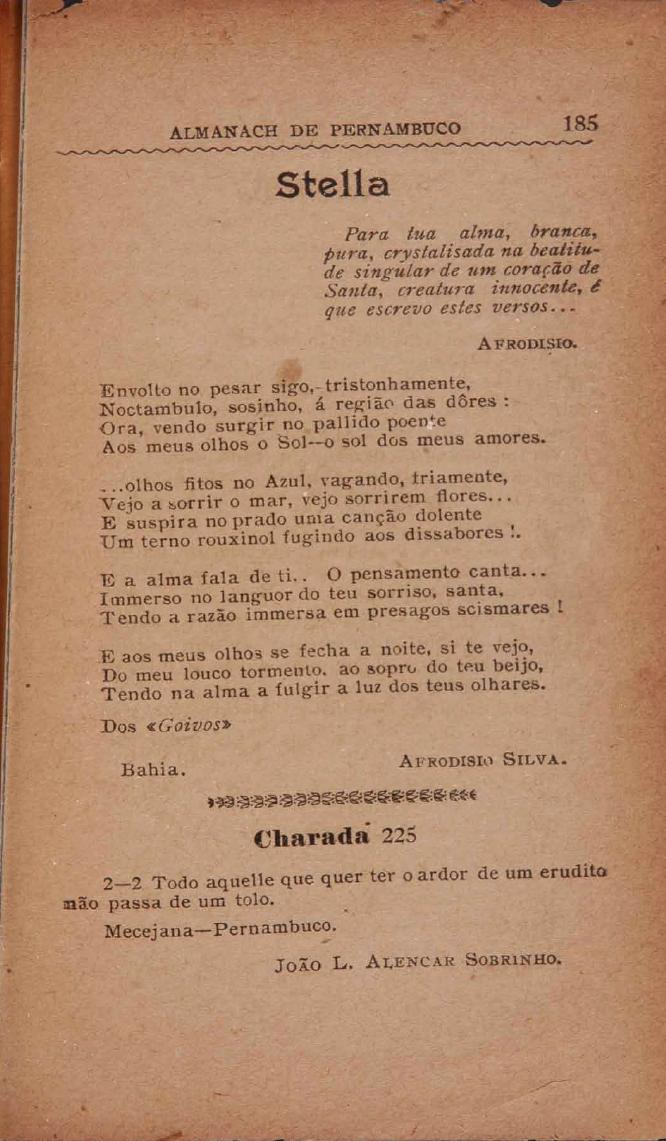 ALMANACH DE PERNAMBUCO 185
Stella
Para tua alma, branca,
pura, crystalisada na beatitu-
de singular de um coração de
Santa, creatura innocente, é
que escrevo estes versos...
AFRODISIO.
Envolto no pesar sigo, tristonhamente,
Noctambulo, sosinho, á região das dôres :
Ora, vendo surgir no pallido poente
Aos meus olhos o Sol--o sol dos meus amores.
...olhos fitos no Azul, vagando, friamente,
Vejo a sorrir o mar, vejo sorrirem flores...
E suspira no prado uma canção dolente
Um terno rouxinol fugindo aos dissabores !.
E a alma fala de ti.. O pensamento canta...
Immerso no languor do teu sorriso, santa,
Tendo a razão immersa em presagos scismares !
E aos meus olhos se fecha a noite, si te vejo,
Do meu louco tormento. ao sopro do teu beijo,
Tendo na alma a fulgir a luz dos teus olhares.
Dos «Goivos»
Bahia. AFRODISIO SILVA.
Charada 225
2—2 Todo aquelle que quer ter o ardor de um erudito
não passa de um tolo.
Mecejana—Pernambuco.
JOÃO L. ALENCAR SOBRINHO.